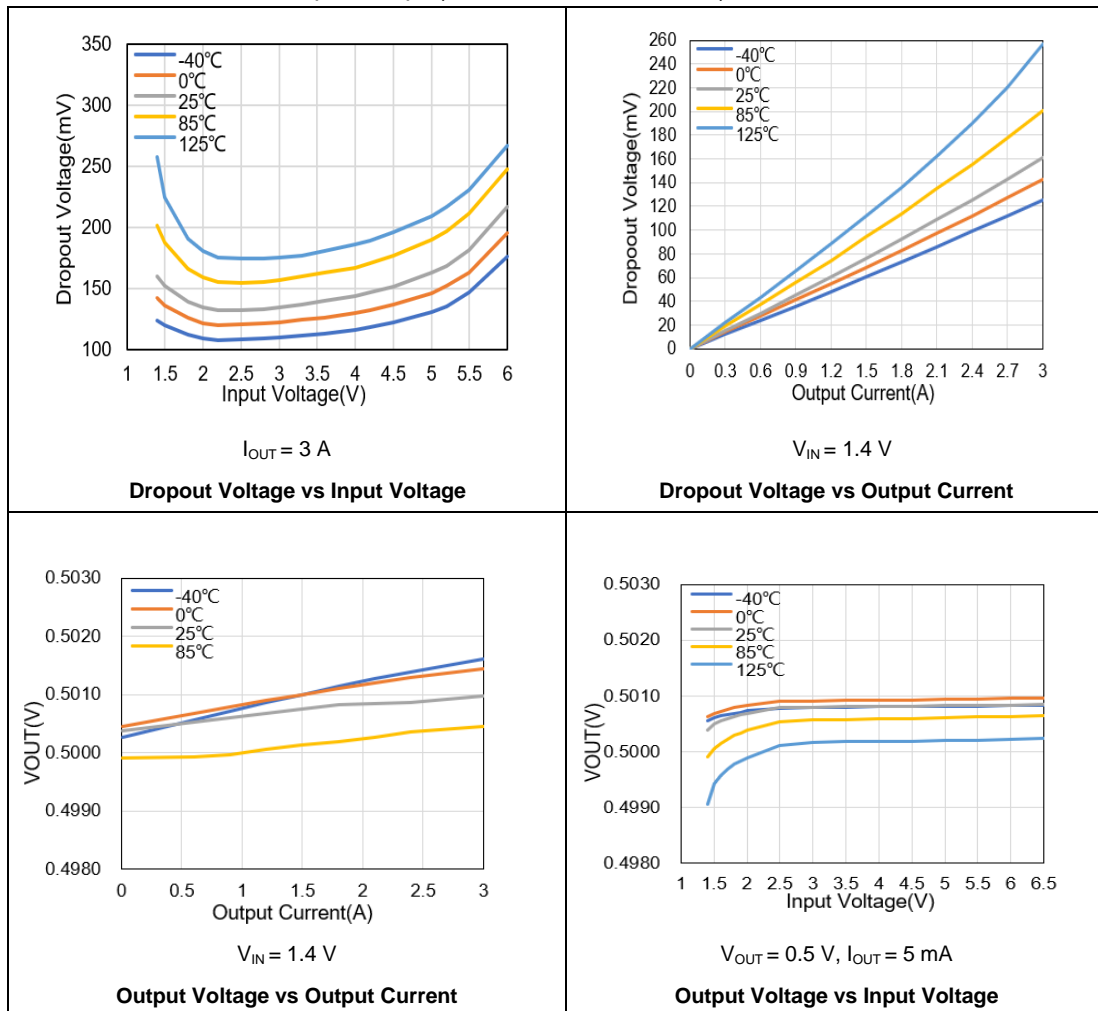 350
300
250
200
150
100
Dropout Voltage(mV)
-40℃
0℃
25℃
85℃
125℃
1 1.5 2 2.5 3 3.5 4 4.5 5 5.5 6
Input Voltage(V)
IOUT = 3 A
Dropout Voltage vs Input Voltage
260
240
220
200
180
160
140
120
100
80
60
40
20
0
Dropoout Voltage(mV)
-40℃
0℃
25℃
85℃
125℃
0 0.3 0.6 0.9 1.2 1.5 1.8 2.1 2.4 2.7 3
Output Current(A)
VIN = 1.4 V
Dropout Voltage vs Output Current
0.5030
0.5020
0.5010
0.5000
0.4990
0.4980
VOUT(V)
-40℃
0℃
25℃
85℃
0 0.5 1 1.5 2 2.5 3
Output Current(A)
VIN = 1.4 V
Output Voltage vs Output Current
0.5030
0.5020
0.5010
0.5000
0.4990
0.4980
VOUT(V)
-40℃
0℃
25℃
85℃
125℃
1 1.5 2 2.5 3 3.5 4 4.5 5 5.5 6 6.5
Input Voltage(V)
VOUT = 0.5 V, IOUT = 5 mA
Output Voltage vs Input Voltage